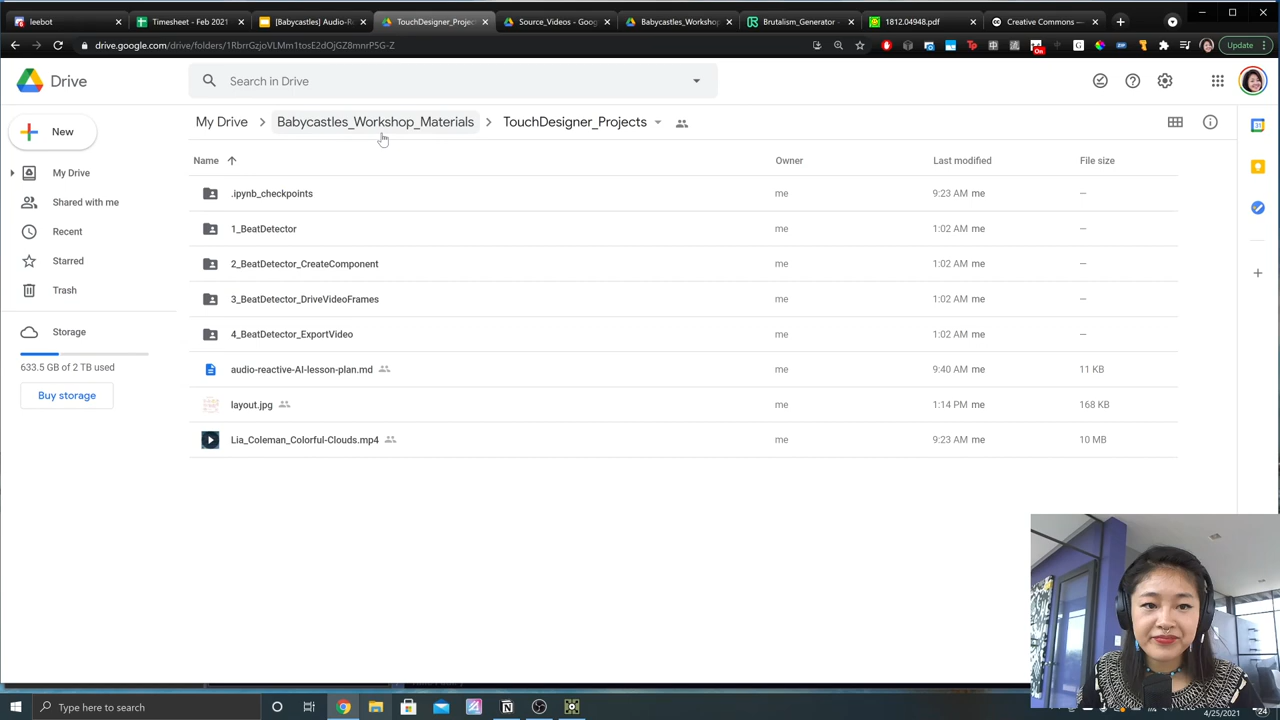 leebot
Timesheet - Feb 2021
[Babycastles] Audio-R
TouchDesigner_Project
Source_Videos - Goog
Babycastles_Worksho
Brutalism_Generator -
1812.04948.pdf
Creative Commons —
drive.google.com/drive/folders/1RbrrGzjoVLMm1tosE2dOjGZ8mnrP5G-Z
Update
Drive
Search in Drive
New
My Drive > Babycastles_Workshop_Materials > TouchDesigner_Projects
Name
Owner
Last modified
File size
My Drive
Shared with me
Recent
Starred
Trash
Storage
633.5 GB of 2 TB used
Buy storage
.ipynb_checkpoints me 9:23 AM me —
1_BeatDetector me 1:02 AM me —
2_BeatDetector_CreateComponent me 1:02 AM me —
3_BeatDetector_DriveVideoFrames me 1:02 AM me —
4_BeatDetector_ExportVideo me 1:02 AM me —
audio-reactive-AI-lesson-plan.md me 9:40 AM me 11 KB
layout.jpg me 1:14 PM me 168 KB
Lia_Coleman_Colorful-Clouds.mp4 me 9:23 AM me 10 MB
Type here to search
4/25/2021